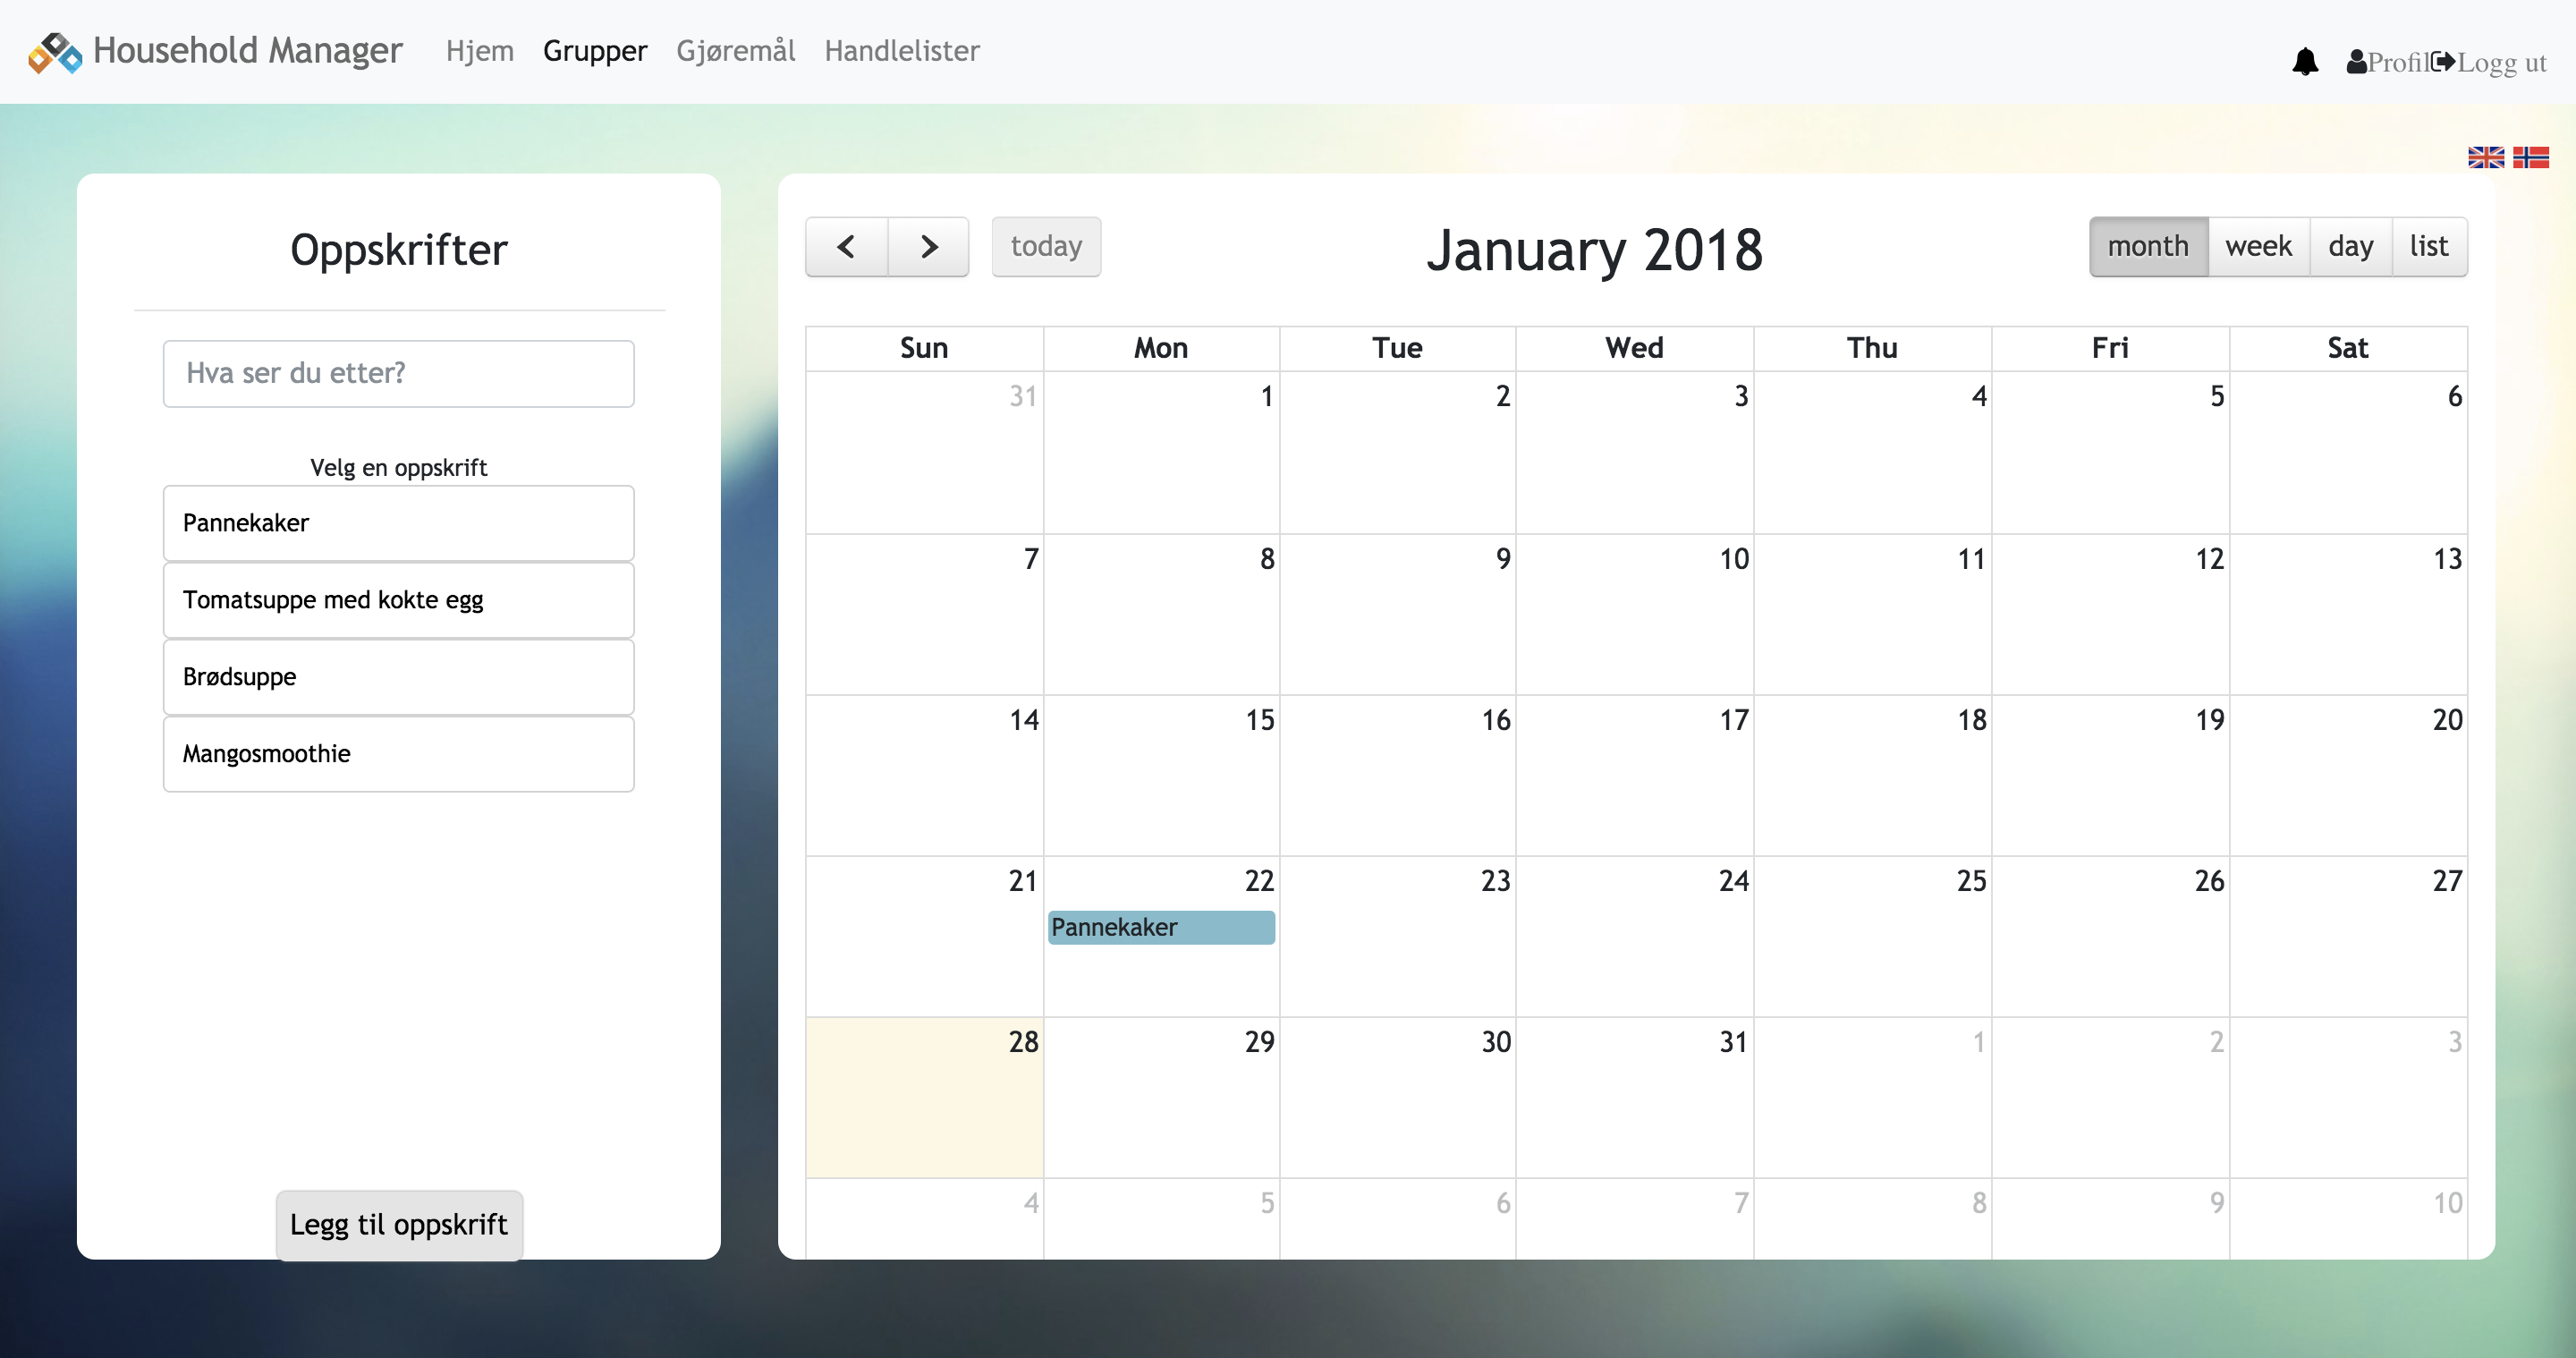 Household Manager Hjem Grupper Gjøremål Handlelister
Profil Logg ut
Oppskrifter
Hva ser du etter?
Velg en oppskrift
Pannekaker
Tomatsuppe med kokte egg
Brødsuppe
Mangosmoothie
Legg til oppskrift
today January 2018 month week day list
Sun Mon Tue Wed Thu Fri Sat
31 1 2 3 4 5 6
7 8 9 10 11 12 13
14 15 16 17 18 19 20
21 22 23 24 25 26 27
Pannekaker
28 29 30 31 1 2 3
4 5 6 7 8 9 10